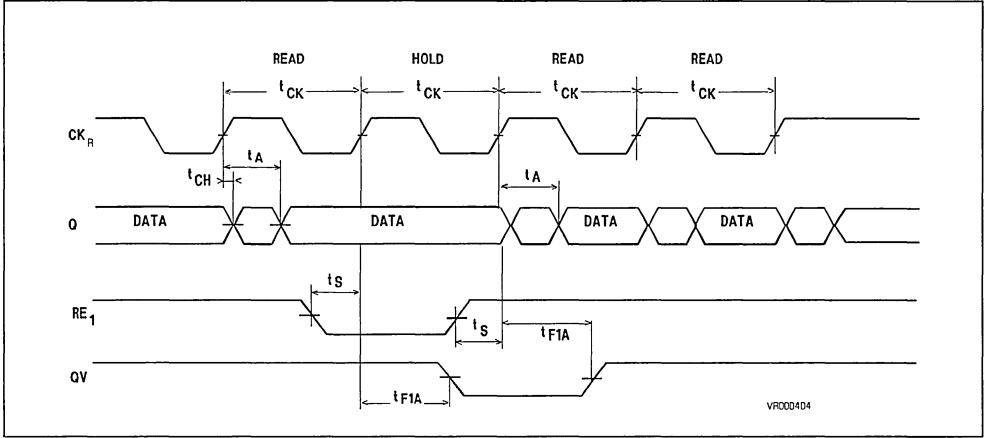 READ HOLD READ READ
tCK tCK tCK tCK
CKR
tA
tCH
tA
Q DATA DATA DATA DATA
tS
RE1
tS
tF1A
QV
tF1A
VR000404